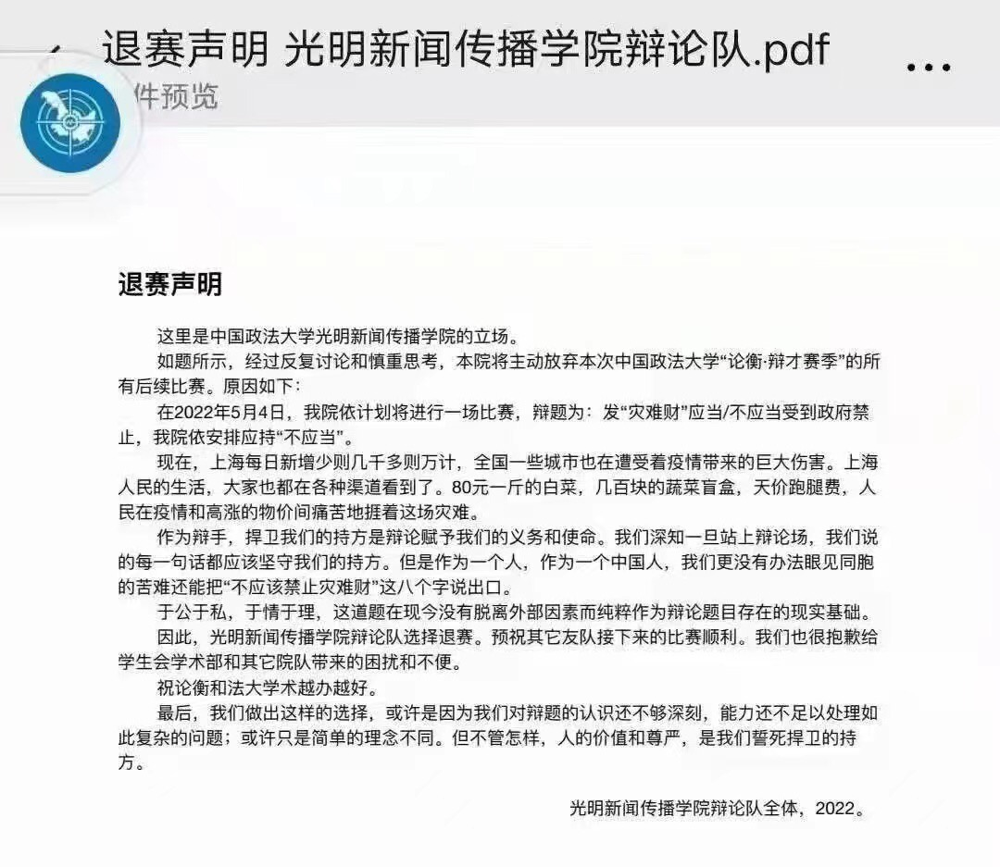 退赛声明 光明新闻传播学院辩论队.pdf
件预览
退赛声明
这里是中国政法大学光明新闻传播学院的立场。
如题所示，经过反复讨论和慎重思考，本院将主动放弃本次中国政法大学“论衡·辩才赛季”的所
有后续比赛。原因如下：
在2022年5月4日，我院依计划将进行一场比赛，辩题为：发“灾难财”应当/不应当受到政府禁
止，我院依安排应持“不应当”。
现在，上海每日新增少则几千多则万计，全国一些城市也在遭受着疫情带来的巨大伤害。上海
人民的生活，大家也都在各种渠道看到了。80元一斤的白菜，几百块的蔬菜盲盒，天价跑腿费，人
民在疫情和高涨的物价间痛苦地捱着这场灾难。
作为辩手，捍卫我们的持方是辩论赋予我们的义务和使命。我们深知一旦站上辩论场，我们说
的每一句话都应该坚守我们的持方。但是作为一个人，作为一个中国人，我们更没有办法眼见同胞
的苦难还能把“不应该禁止灾难财”这八个字说出口。
于公于私，于情于理，这道题在现今没有脱离外部因素而纯粹作为辩论题目存在的现实基础。
因此，光明新闻传播学院辩论队选择退赛。预祝其它友队接下来的比赛顺利。我们也很抱歉给
学生会学术部和其它院队带来的困扰和不便。
祝论衡和法大学术越办越好。
最后，我们做出这样的选择，或许是因为我们对辩题的认识还不够深刻，能力还不足以处理如
此复杂的问题；或许只是简单的理念不同。但不管怎样，人的价值和尊严，是我们誓死捍卫的持
方。
光明新闻传播学院辩论队全体，2022。